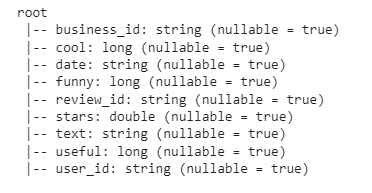 root
 |-- business_id: string (nullable = true)
 |-- cool: long (nullable = true)
 |-- date: string (nullable = true)
 |-- funny: long (nullable = true)
 |-- review_id: string (nullable = true)
 |-- stars: double (nullable = true)
 |-- text: string (nullable = true)
 |-- useful: long (nullable = true)
 |-- user_id: string (nullable = true)